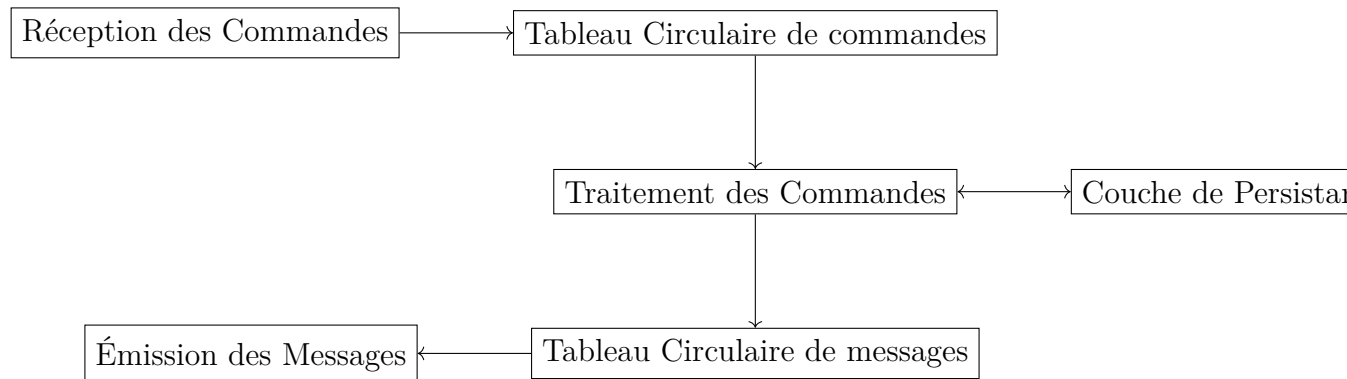 Réception des Commandes
Tableau Circulaire de commandes
Traitement des Commandes
Couche de Persistan
Émission des Messages
Tableau Circulaire de messages